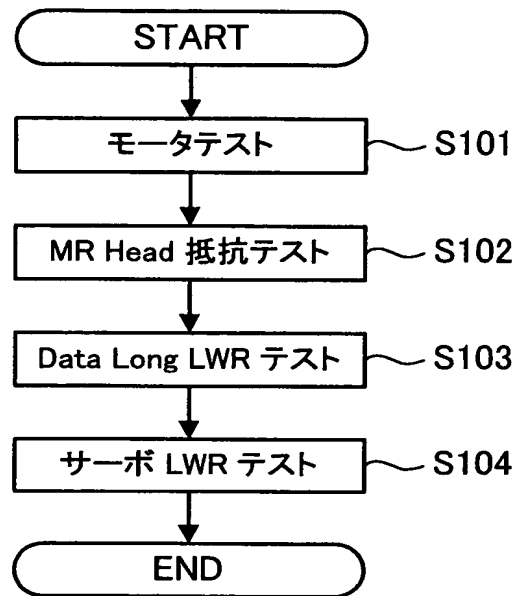 START
モータテスト
S101
MR Head 抵抗テスト
S102
Data Long LWR テスト
S103
サーボ LWR テスト
S104
END